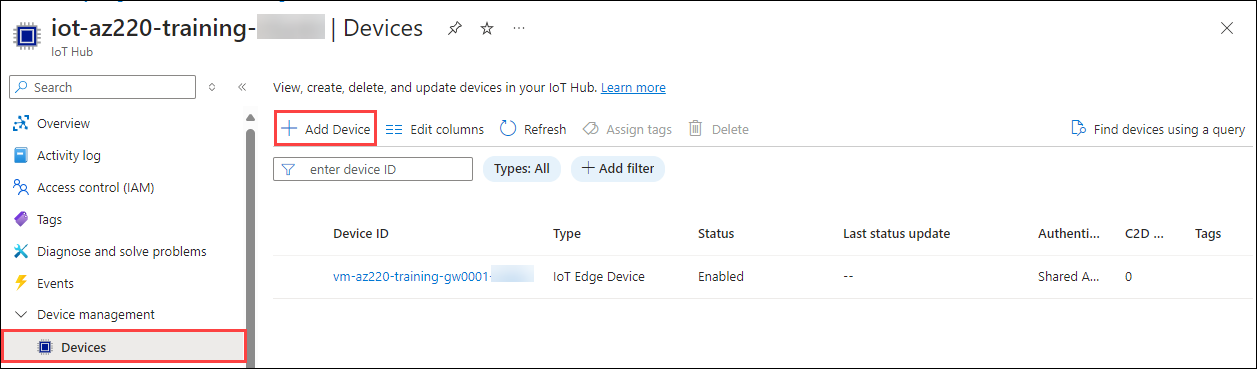 iot-az220-training- | Devices
IoT Hub
Search
Overview
Activity log
Access control (IAM)
Tags
Diagnose and solve problems
Events
Device management
Devices
View, create, delete, and update devices in your IoT Hub. Learn more
Add Device Edit columns Refresh Assign tags Delete Find devices using a query
enter device ID Types: All Add filter
Device ID Type Status Last status update Authenti... C2D ... Tags
vm-az220-training-gw0001- IoT Edge Device Enabled -- Shared A... 0